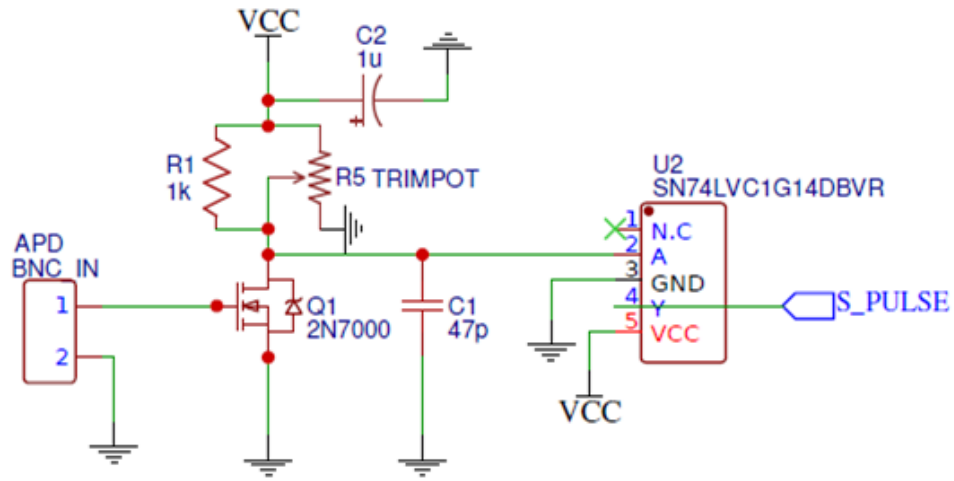 VCC
C2
1u
+
R1
1k
R5 TRIMPOT
U2
SN74LVC1G14DBVR
1
N.C
2
A
3
GND
4
Y
5
VCC
S_PULSE
APD
BNC_IN
1
2
Q1
2N7000
C1
47p
VCC